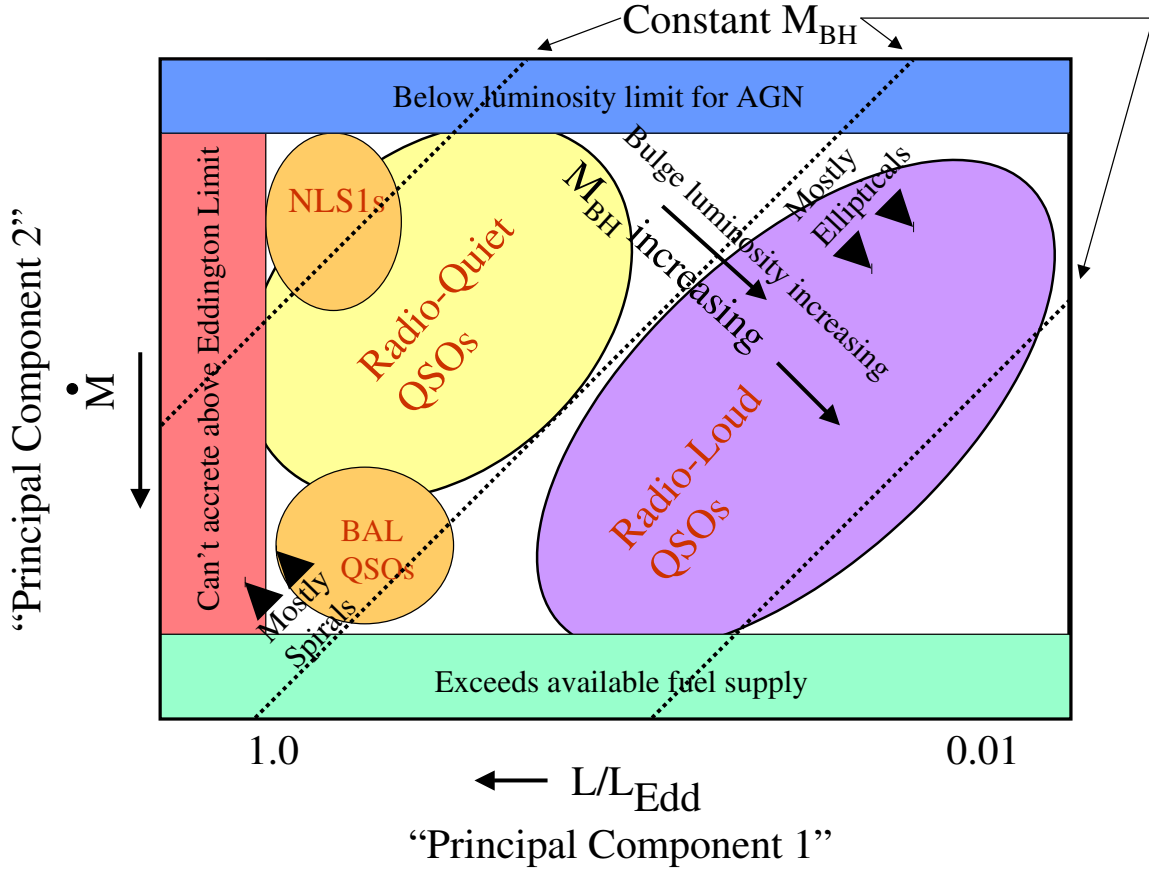 Constant M_BH
Below luminosity limit for AGN
Can't accrete above Eddington Limit
NLS1s
Radio-Quiet
QSOs
M_BH increasing
Bulge luminosity increasing
Mostly
Ellipticals
Radio-Loud
QSOs
BAL
QSOs
Mostly
Spirals
Exceeds available fuel supply
“Principal Component 2”
Ṁ
1.0
0.01
L/L_Edd
“Principal Component 1”